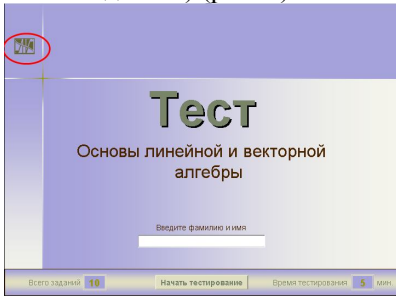 Тест
Основы линейной и векторной
алгебры
Введите фамилию и имя
Всего заданий 10 Начать тестирование Время тестирования 5 мин